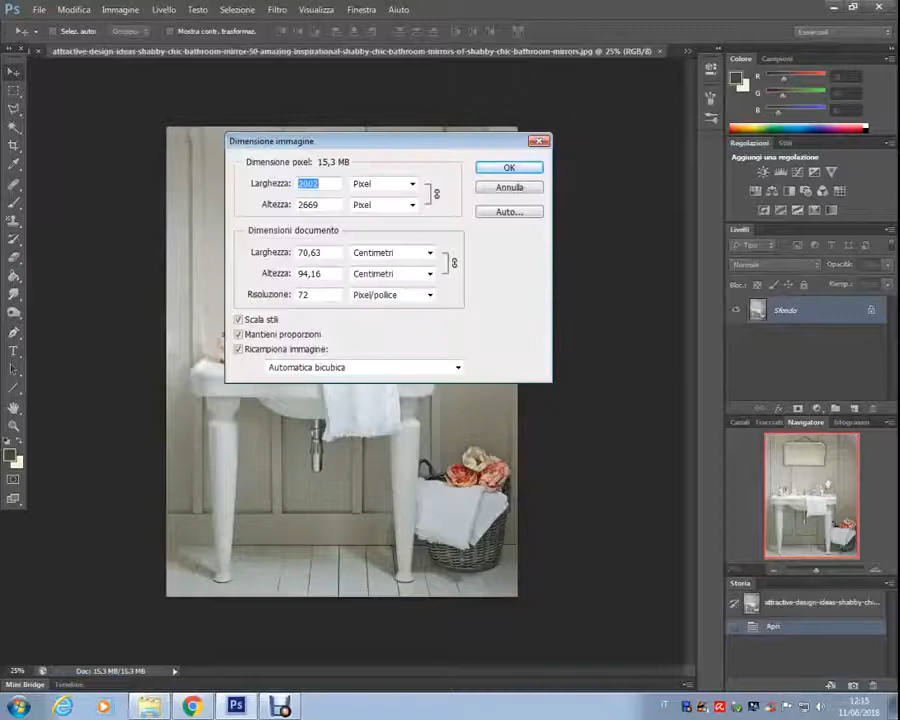 Ps File Modifica Immagine Livello Testo Selezione Filtro 3D Visualizza Finestra Aiuto
Selez. autom.: Gruppo Mostra contr. trasformaz.
attractive-design-ideas-shabby-chic-bathroom-mirror-50-amazing-inspirational-shabby-chic-bathroom-mirrors-of-shabby-chic-bathroom-mirrors.jpg @ 25% (RGB/8)
Colore Campioni
R
G
B
Regolazioni Stili
Aggiungi una regolazione
Livelli
Tipo
Normale Opacità:
Bloc.: Riemp.:
Sfondo
Canali Tracciati Navigatore Istogramma
Storia
attractive-design-ideas-shabby-chi...
Apri
Dimensione immagine
Dimensione pixel: 15,3 MB
Larghezza: 2002 Pixel
Altezza: 2669 Pixel
Dimensioni documento
Larghezza: 70,63 Centimetri
Altezza: 94,16 Centimetri
Risoluzione: 72 Pixel/pollice
Scala stili
Mantieni proporzioni
Ricampiona immagine:
Automatica bicubica
OK
Annulla
Auto...
25% Doc: 15,3 MB/15,3 MB
Mini Bridge Timeline
Ps
IT
12:15
11/06/2018